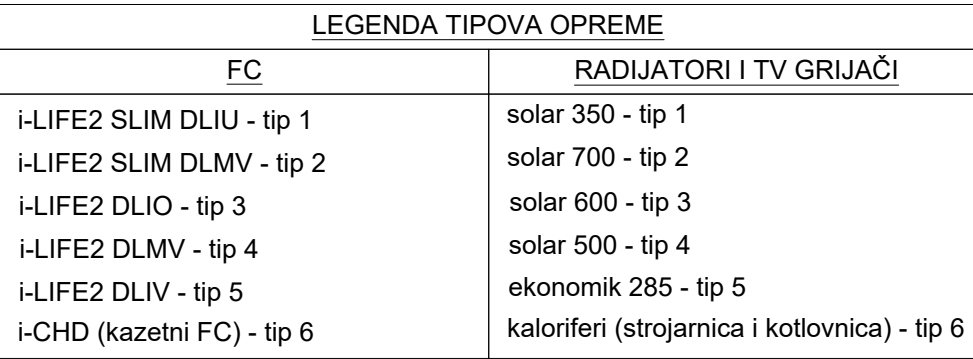 LEGENDA TIPOVA OPREME
FC
i-LIFE2 SLIM DLIU - tip 1
i-LIFE2 SLIM DLMV - tip 2
i-LIFE2 DLIO - tip 3
i-LIFE2 DLMV - tip 4
i-LIFE2 DLIV - tip 5
i-CHD (kazetni FC) - tip 6
RADIJATORI I TV GRIJAČI
solar 350 - tip 1
solar 700 - tip 2
solar 600 - tip 3
solar 500 - tip 4
ekonomik 285 - tip 5
kaloriferi (strojarnica i kotlovnica) - tip 6